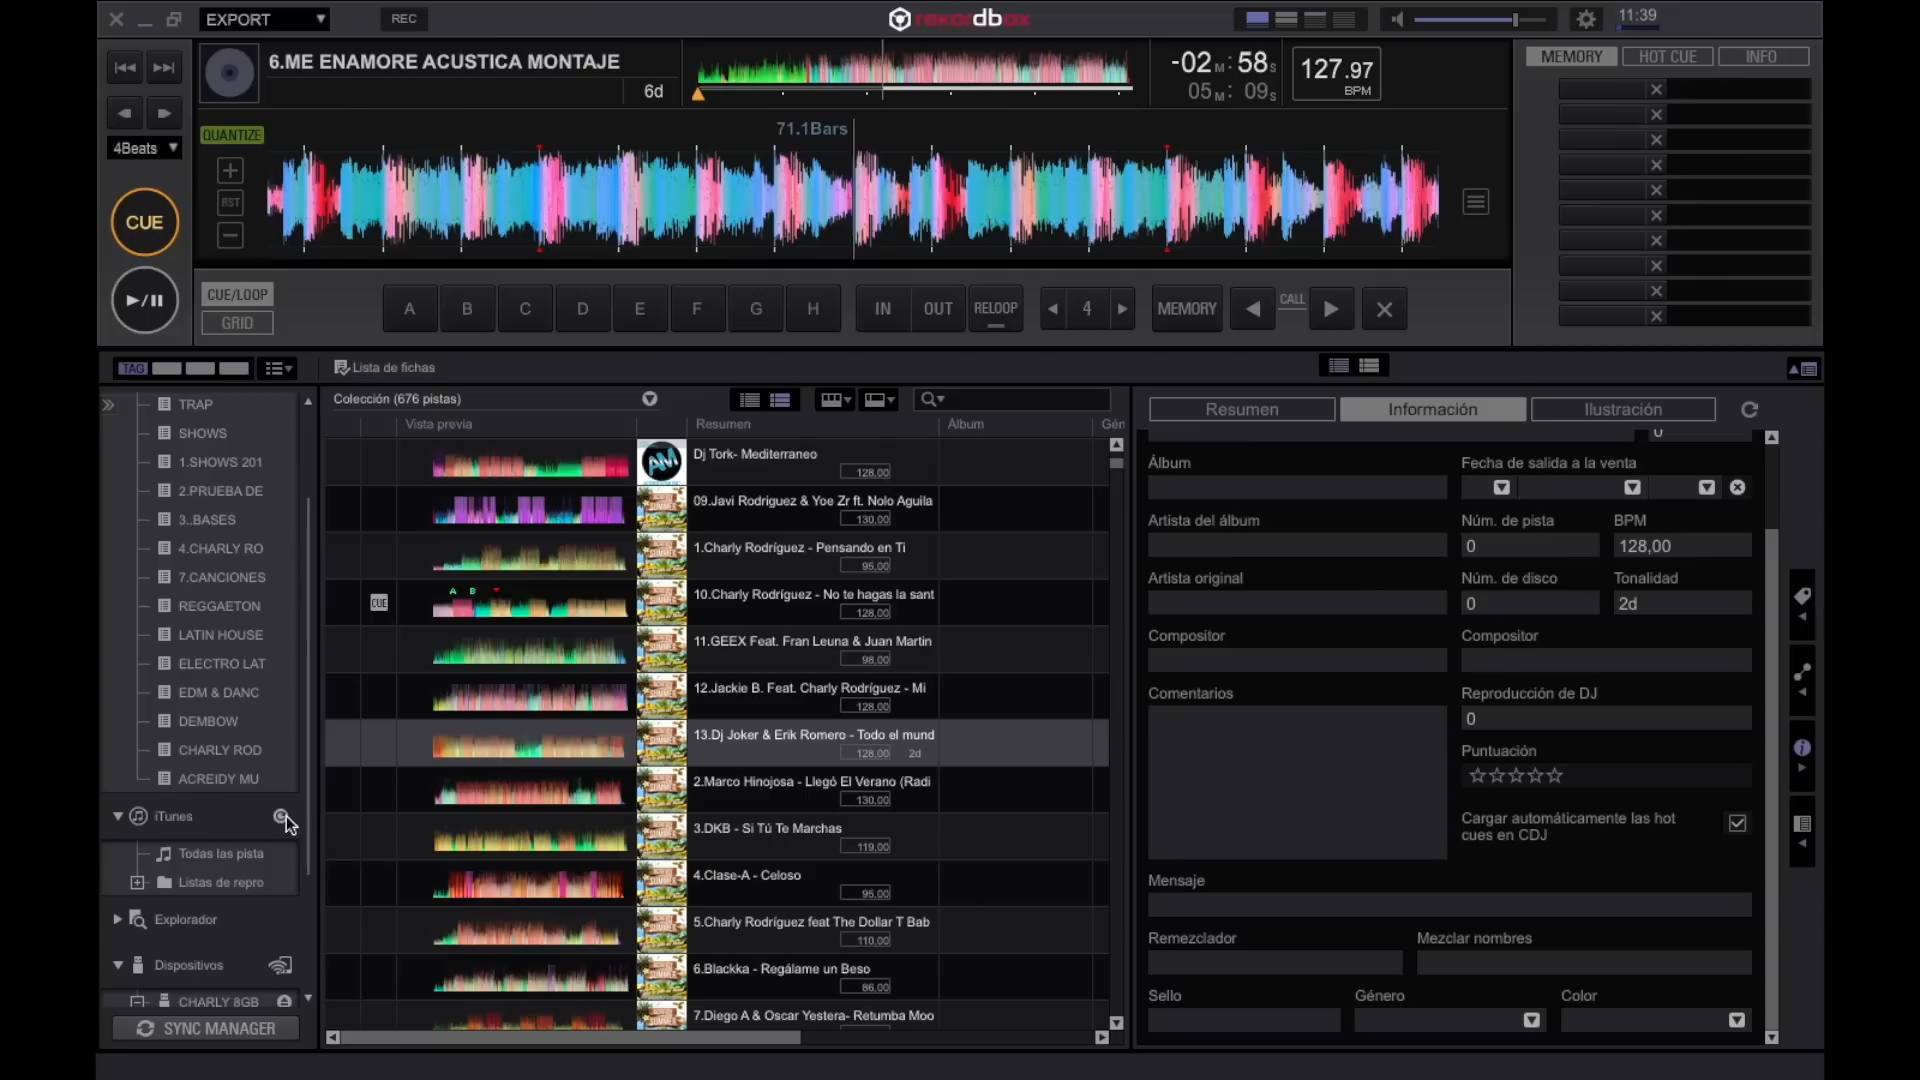 EXPORT
REC
rekordbox
11:39
6.ME ENAMORE ACUSTICA MONTAJE
6d
-02 M: 58 s
05 M: 09 s
127.97
BPM
MEMORY
HOT CUE
INFO
4Beats
QUANTIZE
71.1Bars
RST
CUE
CUE/LOOP
GRID
A
B
C
D
E
F
G
H
IN
OUT
RELOOP
4
MEMORY
CALL
TAG
Lista de fichas
TRAP
SHOWS
1.SHOWS 201
2.PRUEBA DE
3..BASES
4.CHARLY RO
7.CANCIONES
REGGAETON
LATIN HOUSE
ELECTRO LAT
EDM & DANC
DEMBOW
CHARLY ROD
ACREIDY MU
iTunes
Todas las pista
Listas de repro
Explorador
Dispositivos
CHARLY 8GB
SYNC MANAGER
Colección (676 pistas)
Vista previa
Resumen
Álbum
Gén
Dj Tork- Mediterraneo
128,00
09.Javi Rodriguez & Yoe Zr ft. Nolo Aguila
130,00
1.Charly Rodríguez - Pensando en Ti
95,00
A B
CUE
10.Charly Rodríguez - No te hagas la sant
128,00
11.GEEX Feat. Fran Leuna & Juan Martin
98,00
12.Jackie B. Feat. Charly Rodríguez - Mi
128,00
13.Dj Joker & Erik Romero - Todo el mund
128,00
2d
2.Marco Hinojosa - Llegó El Verano (Radi
130,00
3.DKB - Si Tú Te Marchas
119,00
4.Clase-A - Celoso
95,00
5.Charly Rodríguez feat The Dollar T Bab
110,00
6.Blackka - Regálame un Beso
86,00
7.Diego A & Oscar Yestera- Retumba Moo
Resumen
Información
Ilustración
0
Álbum
Fecha de salida a la venta
Artista del álbum
Núm. de pista
BPM
0
128,00
Artista original
Núm. de disco
Tonalidad
0
2d
Compositor
Compositor
Comentarios
Reproducción de DJ
0
Puntuación
Cargar automáticamente las hot
cues en CDJ
Mensaje
Remezclador
Mezclar nombres
Sello
Género
Color